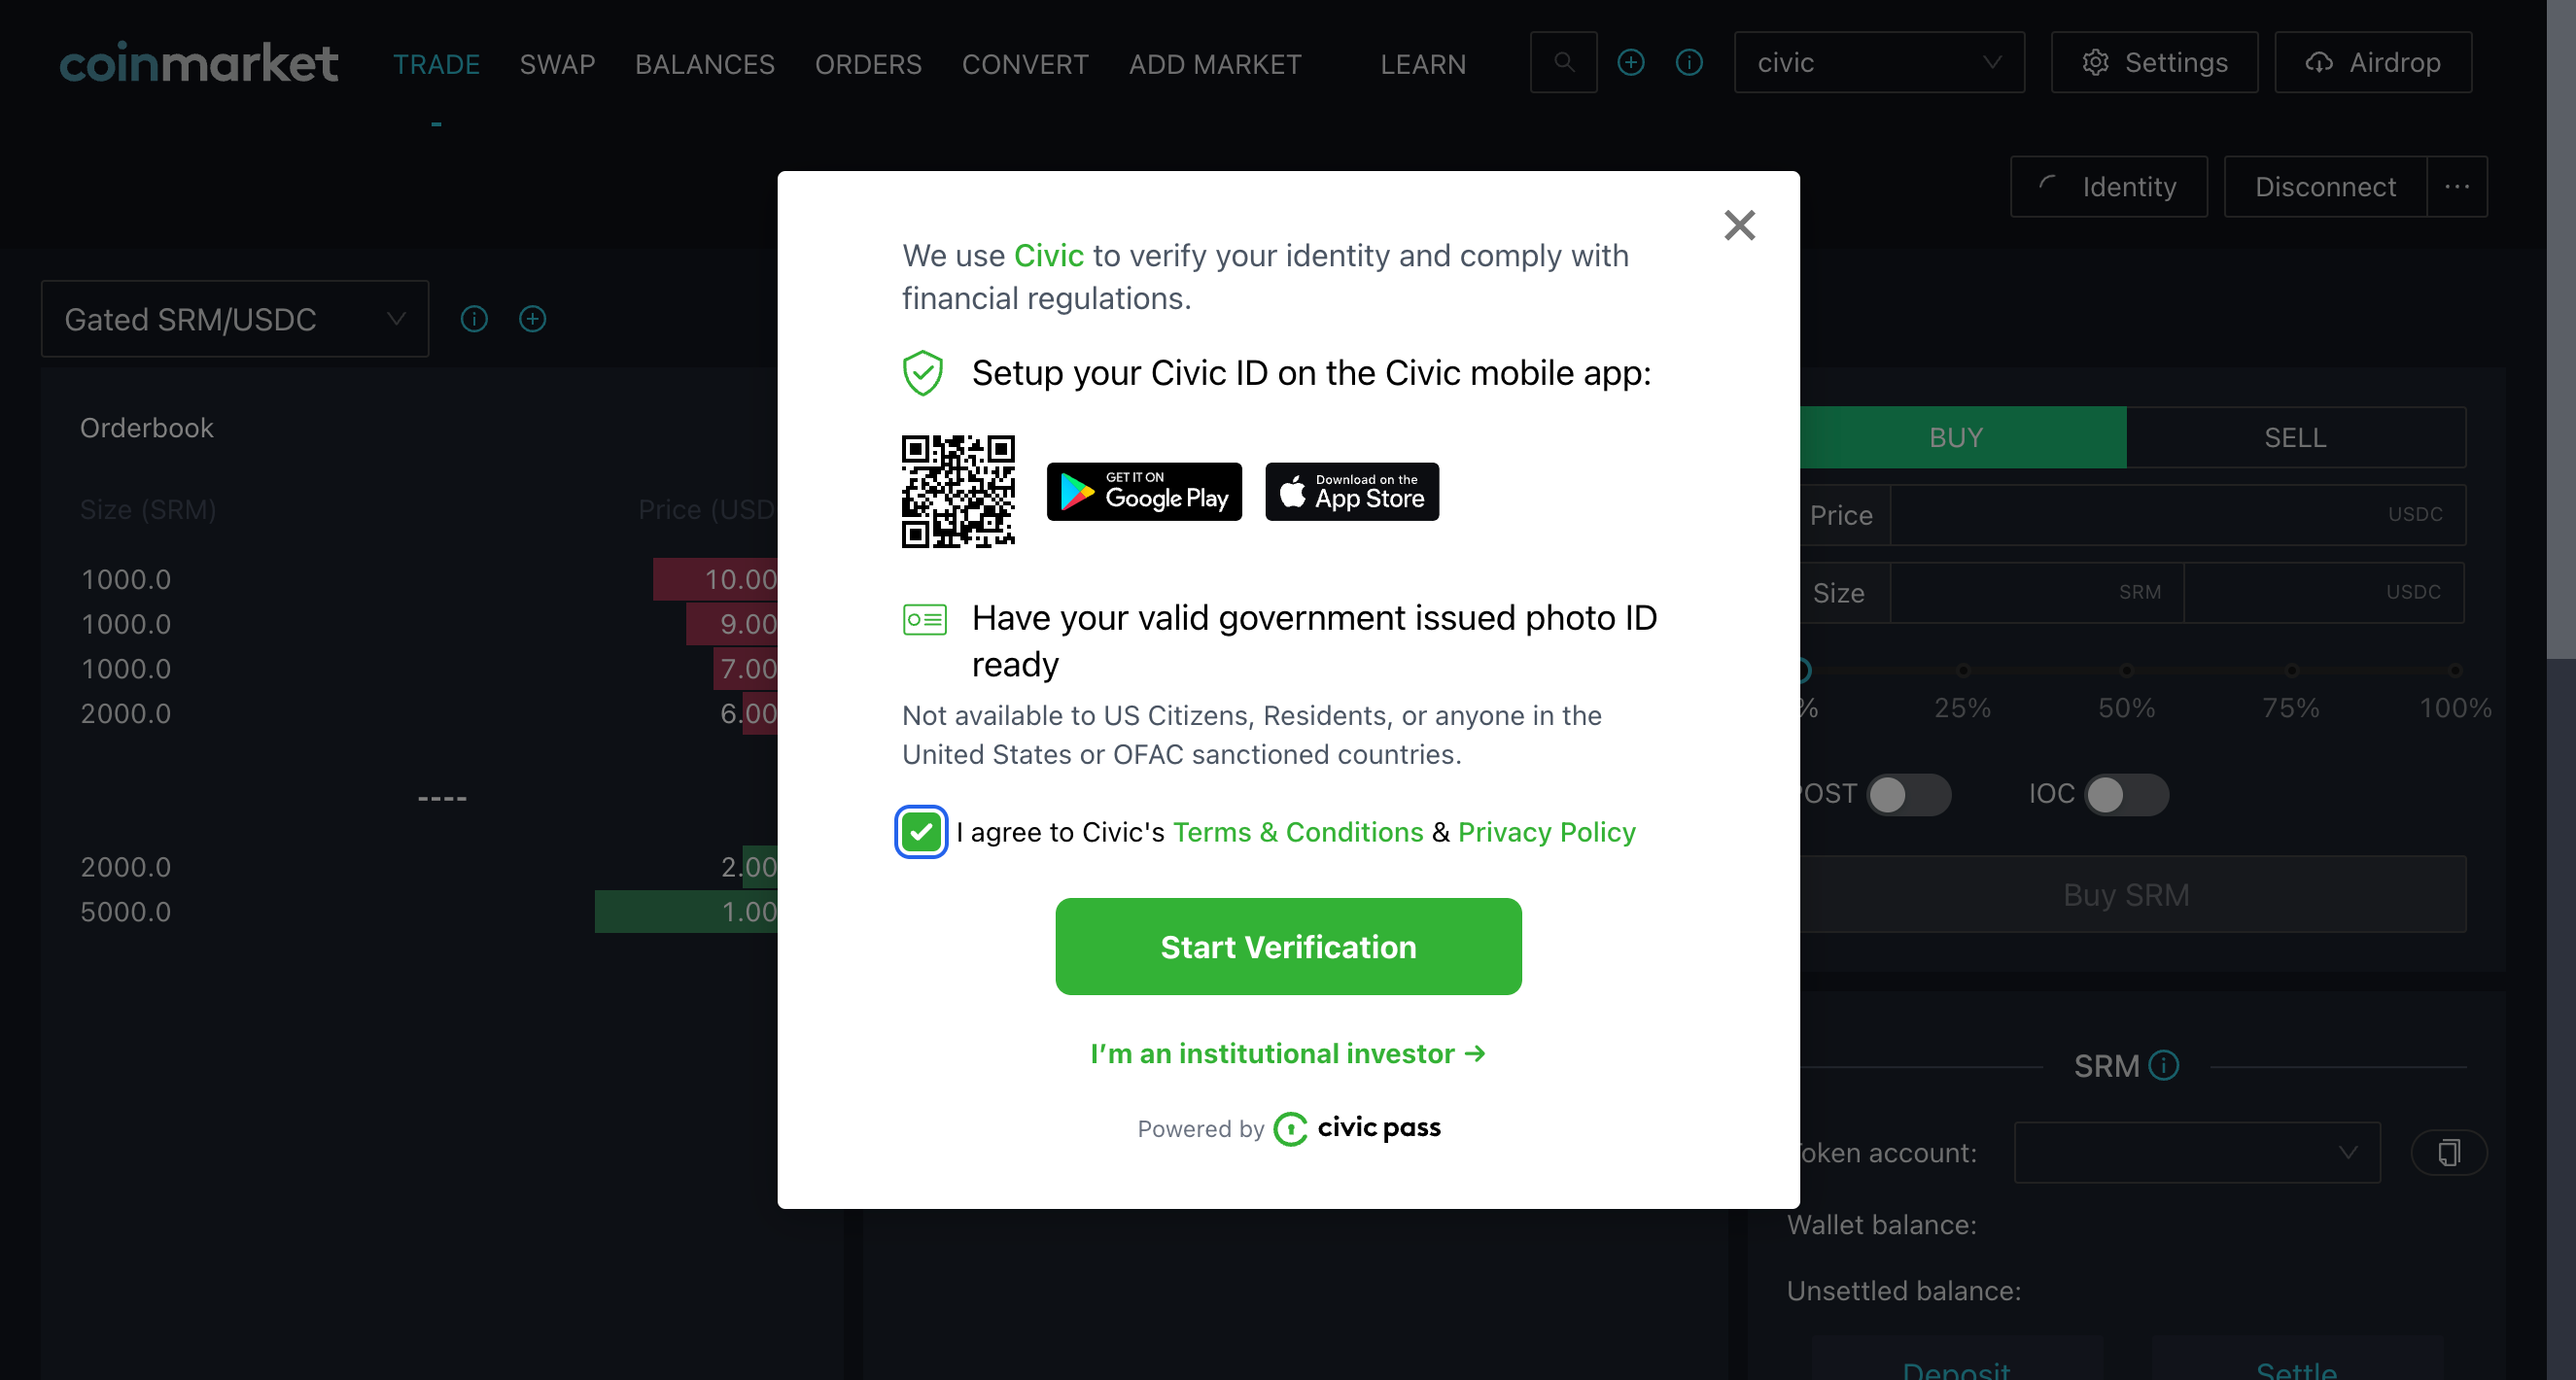 coinmarket TRADE SWAP BALANCES ORDERS CONVERT ADD MARKET LEARN civic Settings Airdrop
Identity Disconnect
Gated SRM/USDC
Orderbook
Size (SRM) Price (USD
1000.0 10.00
1000.0 9.00
1000.0 7.00
2000.0 6.00
----
2000.0 2.00
5000.0 1.00
We use Civic to verify your identity and comply with
financial regulations.
Setup your Civic ID on the Civic mobile app:
GET IT ON
Google Play
Download on the
App Store
Have your valid government issued photo ID
ready
Not available to US Citizens, Residents, or anyone in the
United States or OFAC sanctioned countries.
I agree to Civic's Terms & Conditions & Privacy Policy
Start Verification
I’m an institutional investor →
Powered by civic pass
BUY SELL
Price USDC
Size SRM USDC
% 25% 50% 75% 100%
POST IOC
Buy SRM
SRM
oken account:
Wallet balance:
Unsettled balance:
Deposit Settle